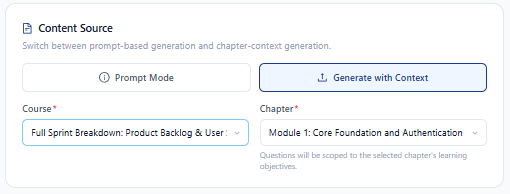 Content Source
Switch between prompt-based generation and chapter-context generation.
Prompt Mode
Generate with Context
Course*
Chapter*
Full Sprint Breakdown: Product Backlog & User
Module 1: Core Foundation and Authentication
Questions will be scoped to the selected chapter's learning
objectives.